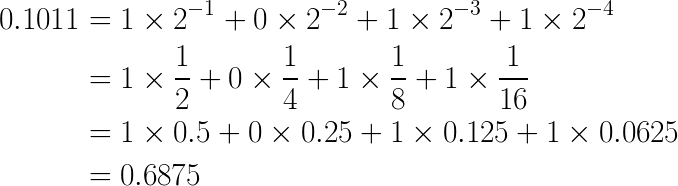 0.1011 = 1 × 2⁻¹ + 0 × 2⁻² + 1 × 2⁻³ + 1 × 2⁻⁴
= 1 × 1/2 + 0 × 1/4 + 1 × 1/8 + 1 × 1/16
= 1 × 0.5 + 0 × 0.25 + 1 × 0.125 + 1 × 0.0625
= 0.6875